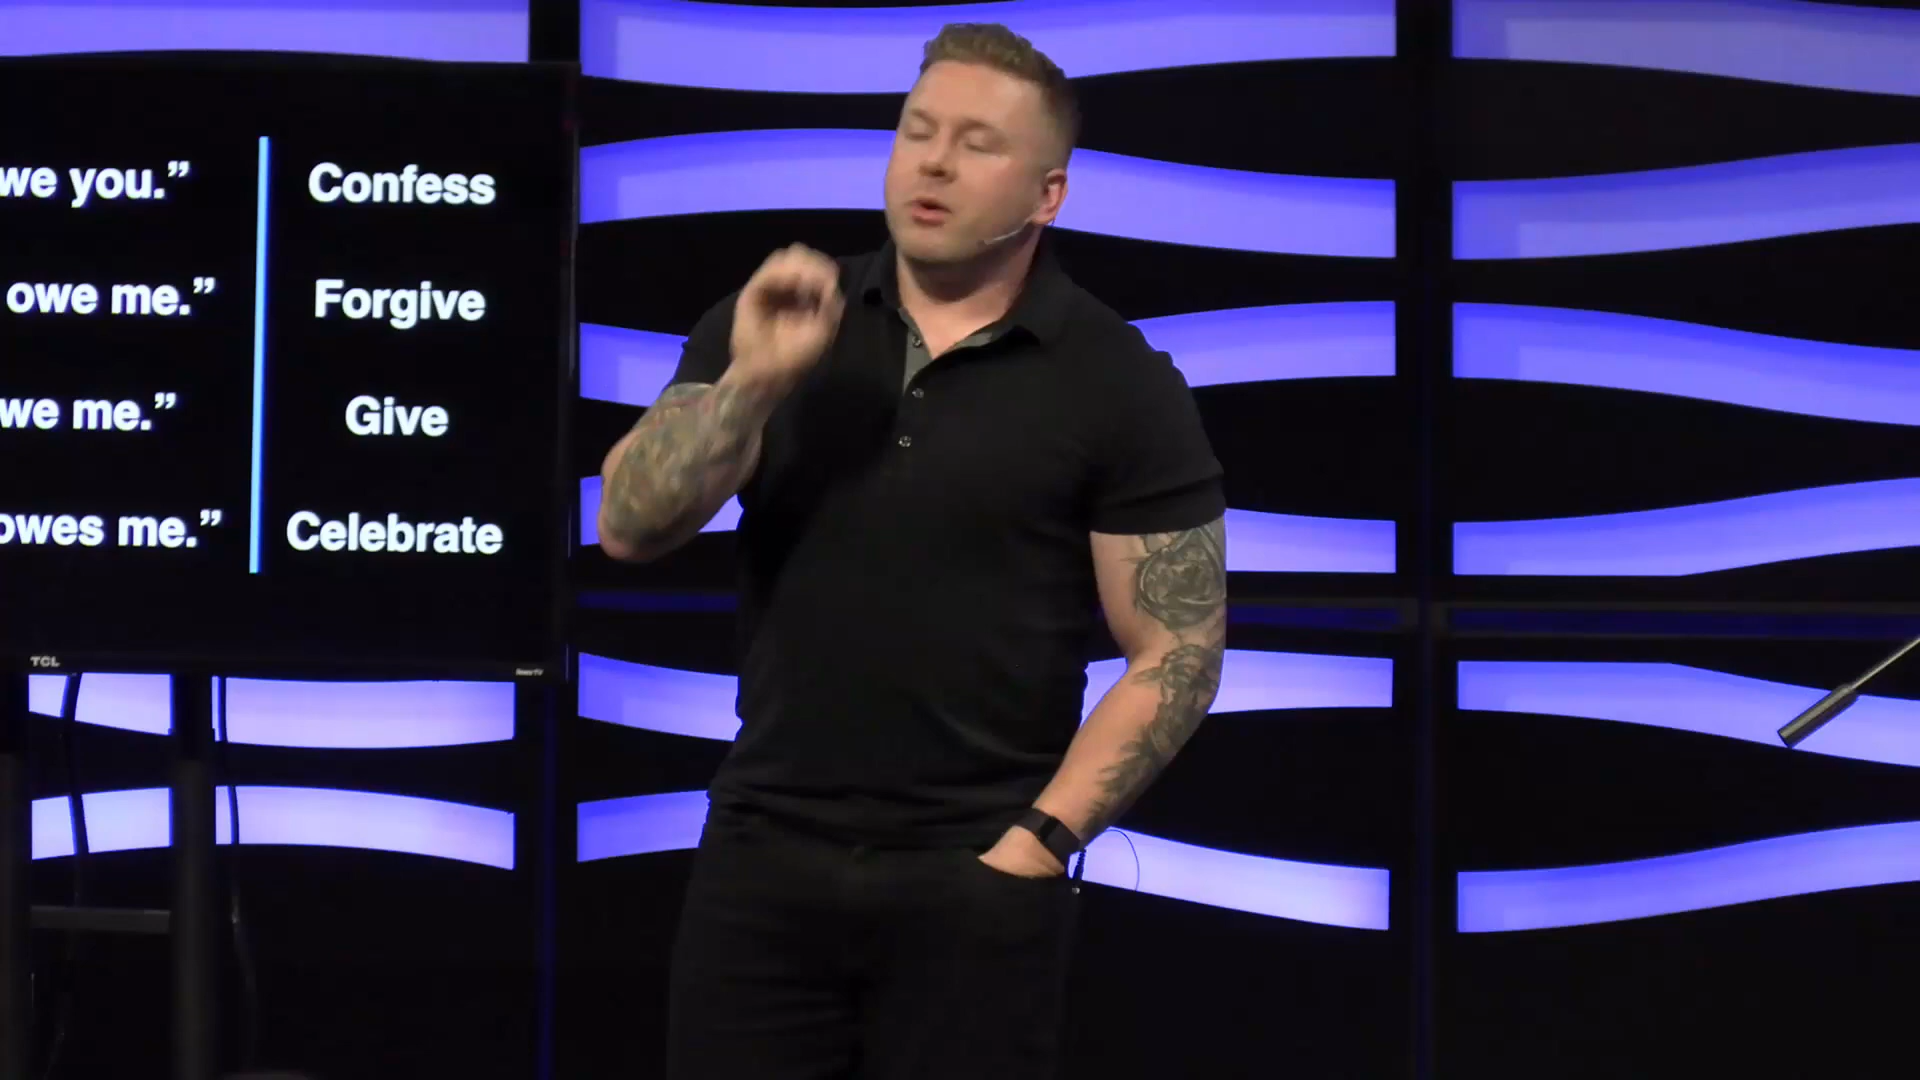 we you.” Confess
owe me.” Forgive
we me.” Give
owes me.” Celebrate
TCL